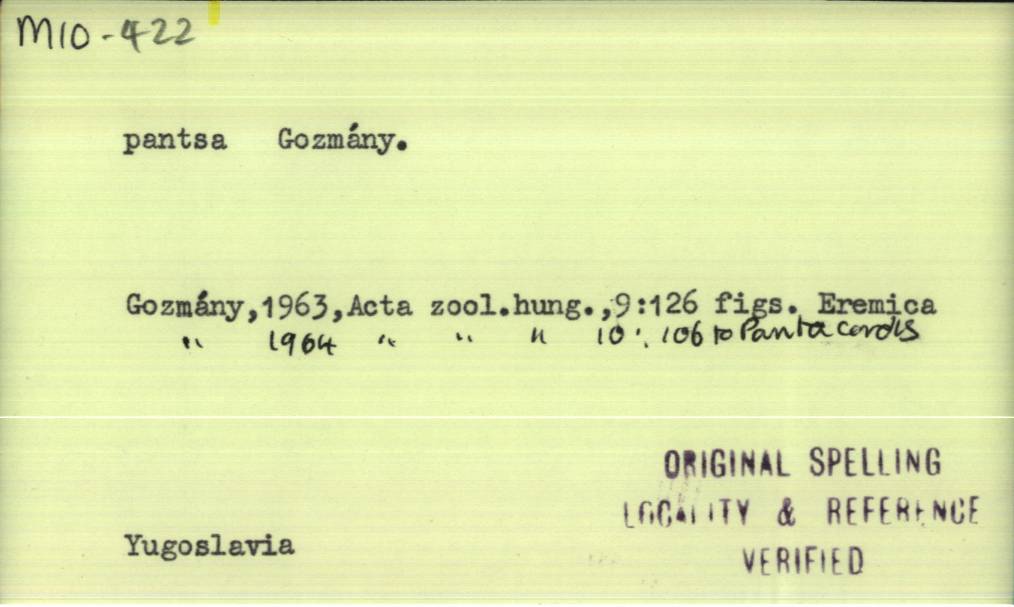 M10-422
pantsa Gozmány.
Gozmány,1963,Acta zool.hung.,9:126 figs. Eremica
" 1964 " " " 10: 106 to Pantacordis
ORIGINAL SPELLING
LOCALITY & REFERENCE
Yugoslavia
VERIFIED